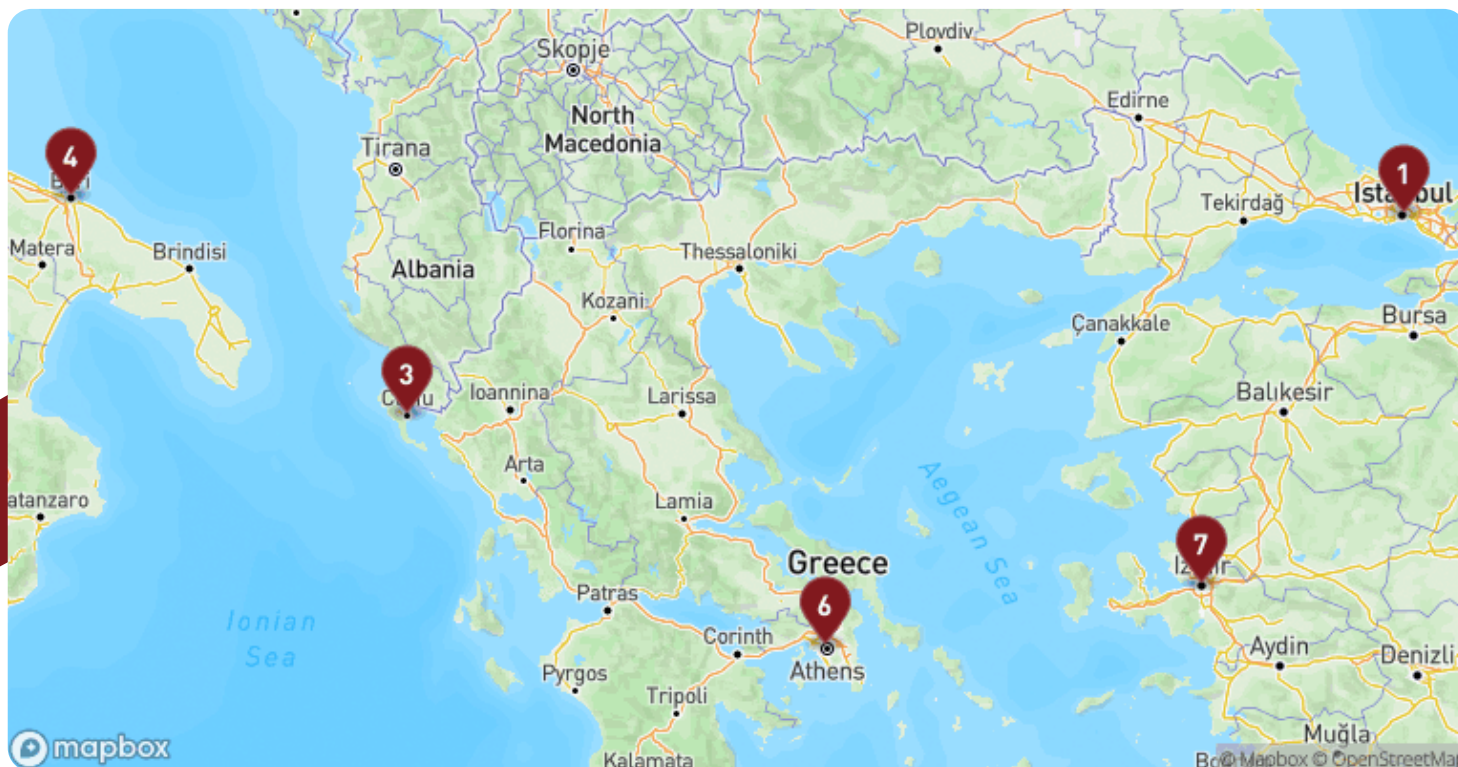 Plovdiv
Skopje
Edirne
North
Macedonia
4
Tirana
1
Istanbul
Tekirdağ
Florina
Matera
Brindisi
Thessaloniki
Albania
Kozani
Bursa
Çanakkale
3
Corfu
Ioannina
Larissa
Balıkesir
Arta
atanzaro
Lamia
Aegean Sea
7
Izmir
Greece
Patras
6
Ionian
Sea
Corinth
Aydin
Denizli
Athens
Pyrgos
Tripoli
Muğla
mapbox
Kalamata
© Mapbox © OpenStreetMap